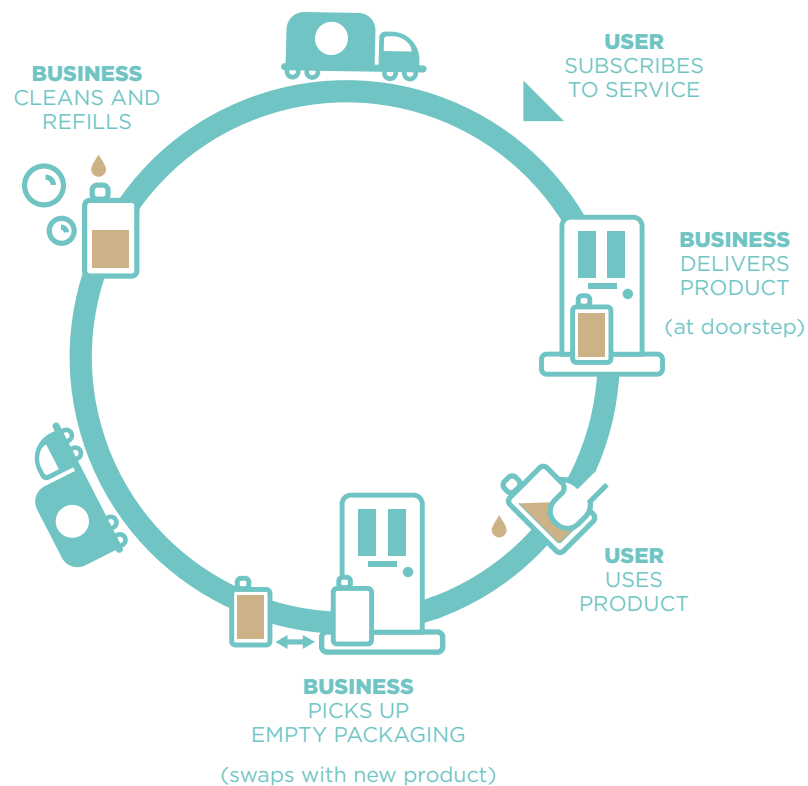 USER
SUBSCRIBES
TO SERVICE
BUSINESS
DELIVERS
PRODUCT
(at doorstep)
USER
USES
PRODUCT
BUSINESS
PICKS UP
EMPTY PACKAGING
(swaps with new product)
BUSINESS
CLEANS AND
REFILLS